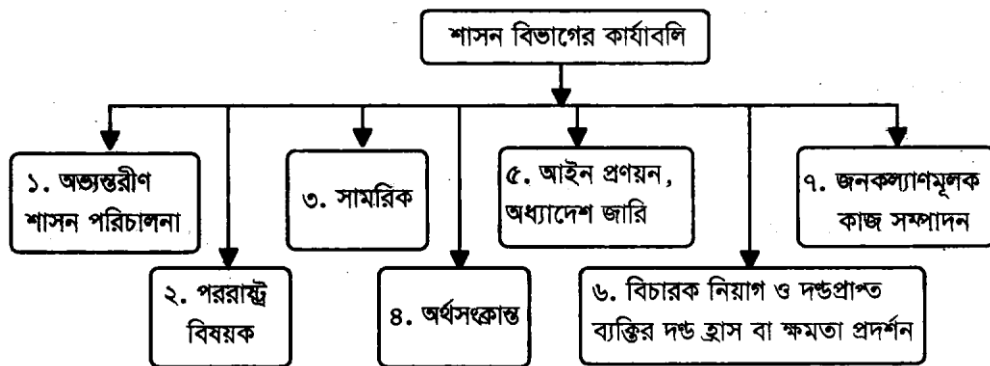 শাসন বিভাগের কার্যাবলি
১. অভ্যন্তরীণ
শাসন পরিচালনা
২. পররাষ্ট্র
বিষয়ক
৩. সামরিক
৪. অর্থসংক্রান্ত
৫. আইন প্রণয়ন,
অধ্যাদেশ জারি
৬. বিচারক নিয়াগ ও দণ্ডপ্রাপ্ত
ব্যক্তির দণ্ড হ্রাস বা ক্ষমতা প্রদর্শন
৭. জনকল্যাণমূলক
কাজ সম্পাদন